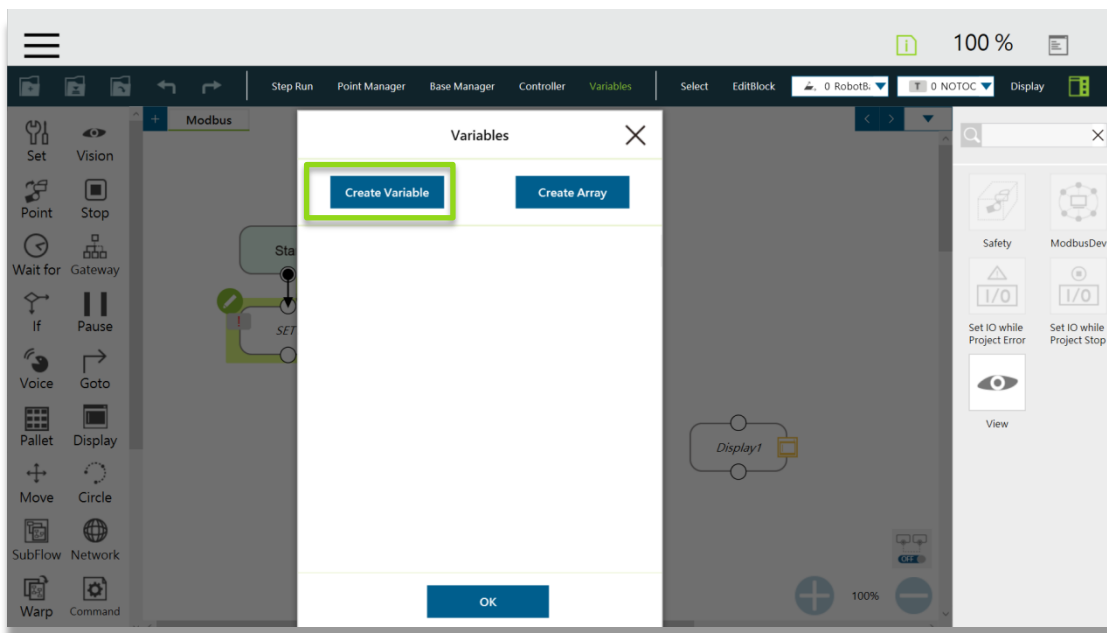 100 %
Step Run Point Manager Base Manager Controller Variables Select EditBlock 0 RobotB. T 0 NOTOC Display
+ Modbus
Set Vision
Point Stop
Wait for Gateway
If Pause
Voice Goto
Pallet Display
Move Circle
SubFlow Network
Warp Command
Sta
SET
Variables
Create Variable Create Array
OK
Display1
OFF
100%
Safety ModbusDev
I/O I/O
Set IO while Set IO while
Project Error Project Stop
View